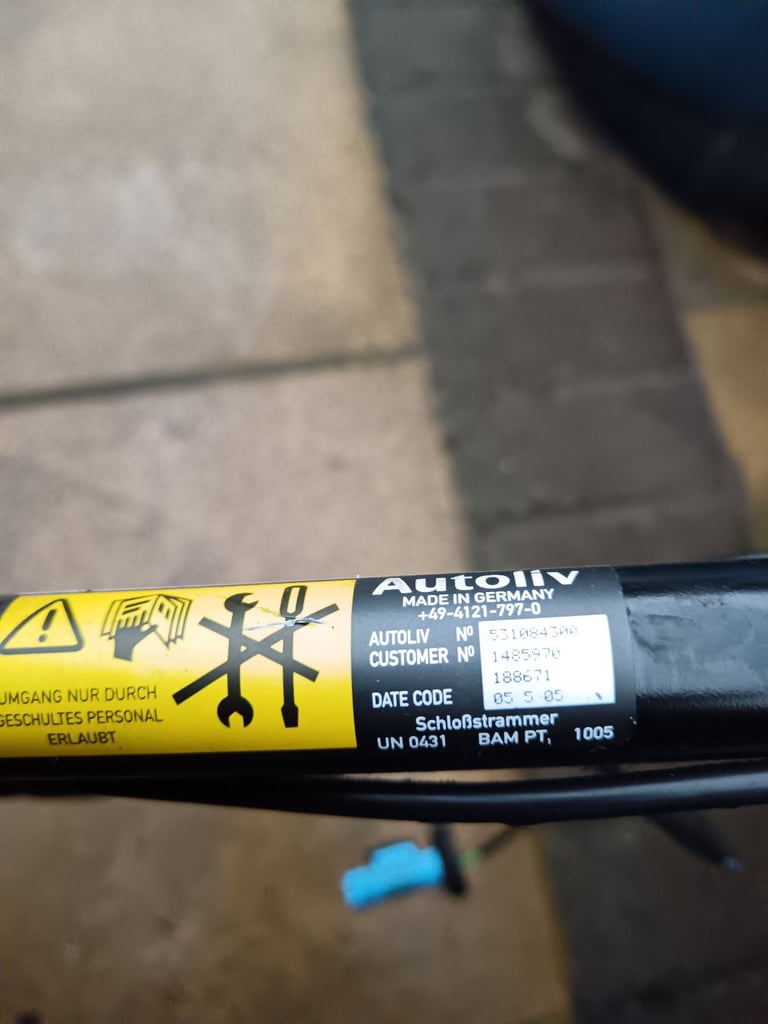 UMGANG NUR DURCH
GESCHULTES PERSONAL
ERLAUBT
Autoliv
MADE IN GERMANY
+49-4121-797-0
AUTOLIV Nº 531084300
CUSTOMER Nº 1485970
188671
DATE CODE 05 5 05
Schloßstrammer
UN 0431 BAM PT, 1005